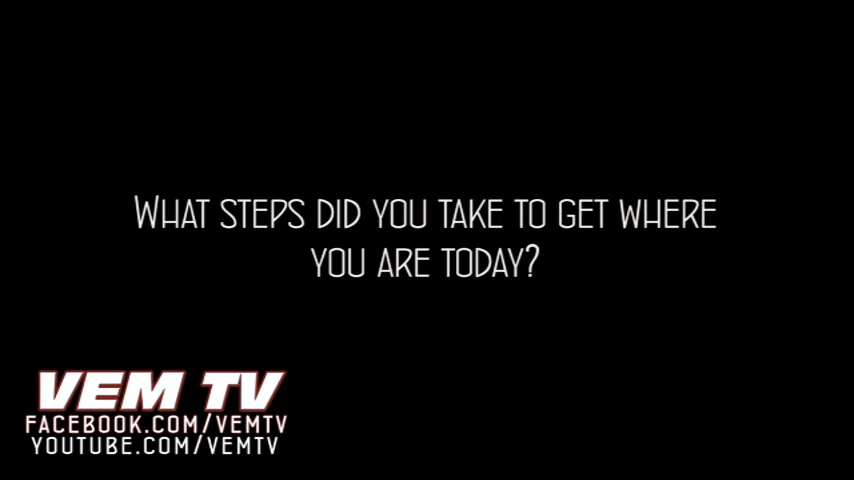 What steps did you take to get where
you are today?
VEM TV
FACEBOOK.COM/VEMTV
YOUTUBE.COM/VEMTV